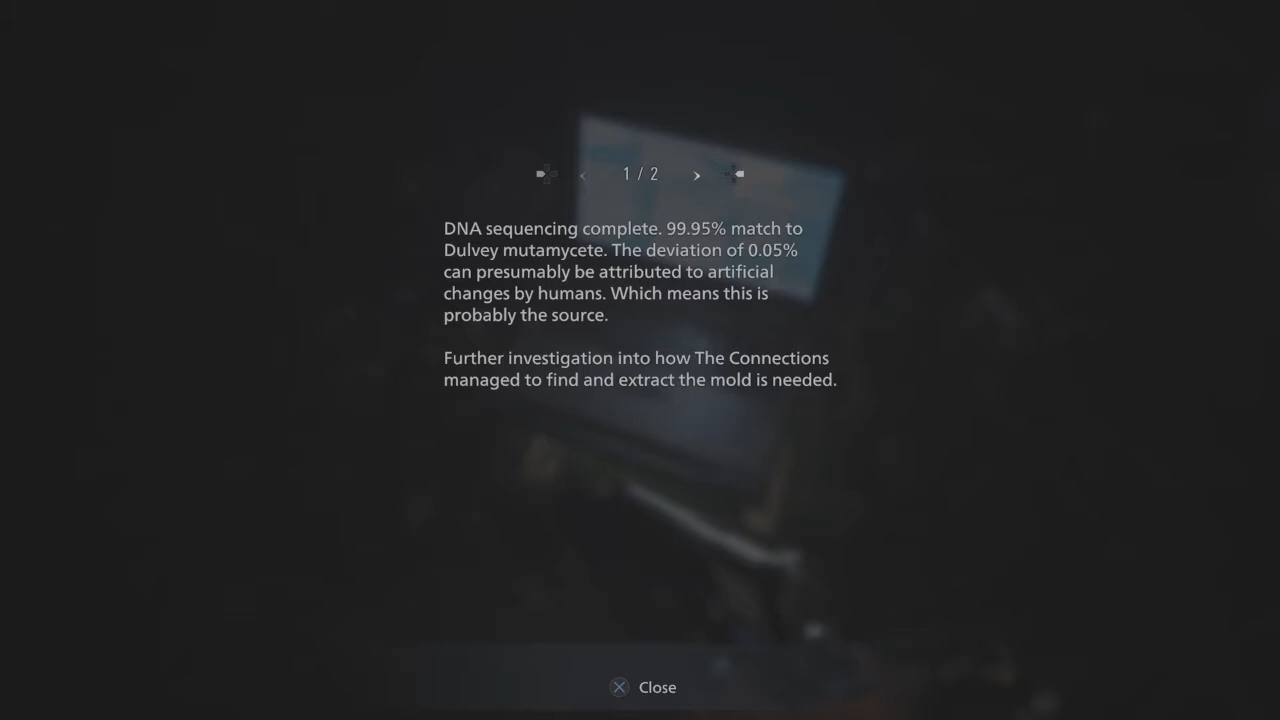 1 / 2
DNA sequencing complete. 99.95% match to
Dulvey mutamycete. The deviation of 0.05%
can presumably be attributed to artificial
changes by humans. Which means this is
probably the source.
Further investigation into how The Connections
managed to find and extract the mold is needed.
Close